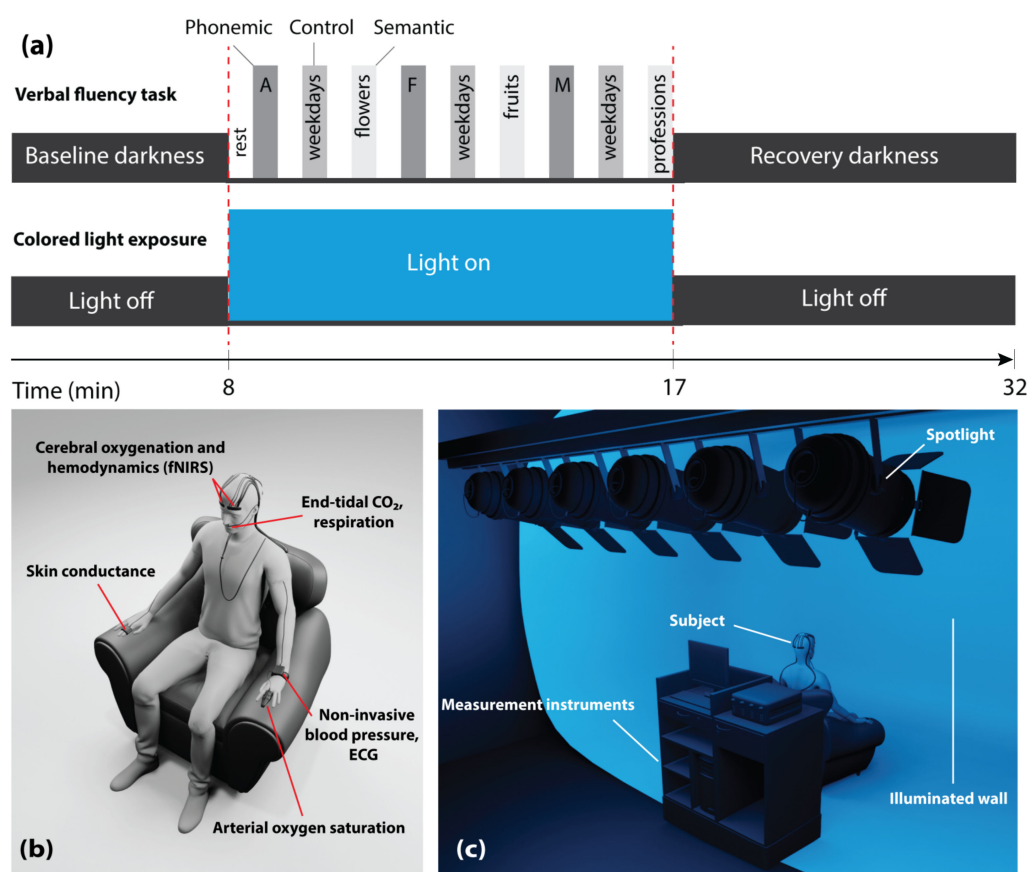 (a)
Phonemic Control Semantic
Verbal fluency task
A
weekdays
flowers
F
weekdays
fruits
M
weekdays
professions
rest
Baseline darkness
Recovery darkness
Colored light exposure
Light on
Light off
Light off
Time (min)
8
17
32
Cerebral oxygenation and
hemodynamics (fNIRS)
End-tidal CO₂,
respiration
Skin conductance
Non-invasive
blood pressure,
ECG
Arterial oxygen saturation
(b)
Spotlight
Subject
Measurement instruments
Illuminated wall
(c)